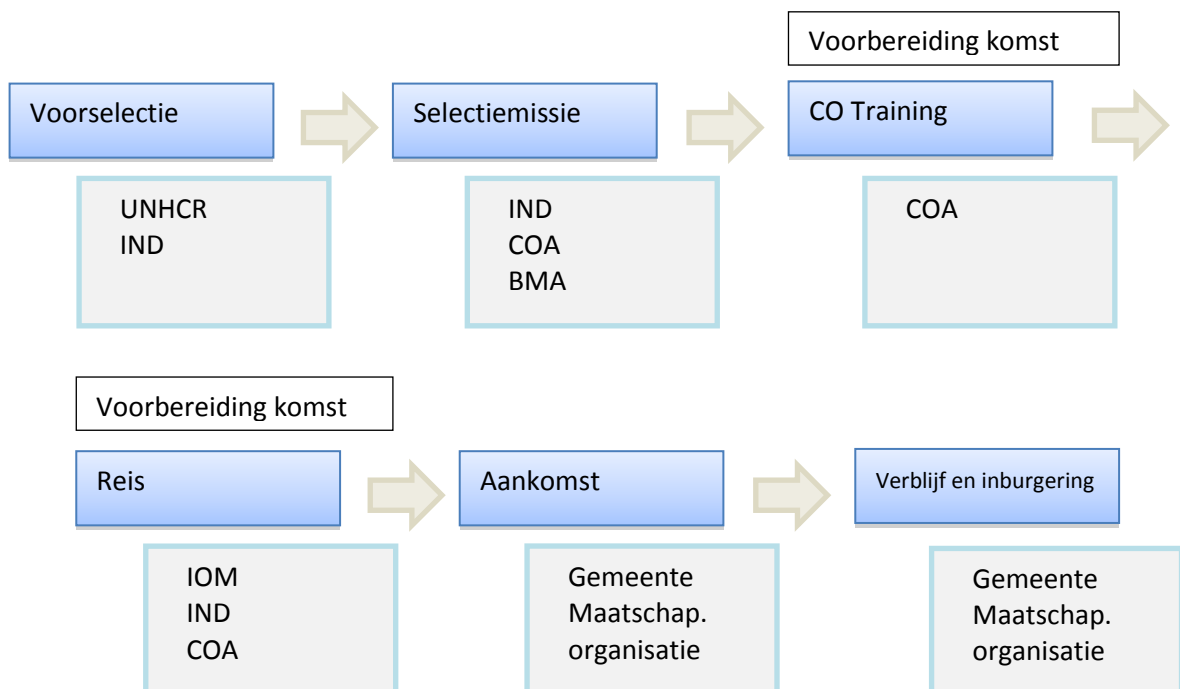 Voorbereiding komst
Voorselectie
Selectiemissie
CO Training
UNHCR
IND
IND
COA
BMA
COA
Voorbereiding komst
Reis
Aankomst
Verblijf en inburgering
IOM
IND
COA
Gemeente
Maatschap.
organisatie
Gemeente
Maatschap.
organisatie